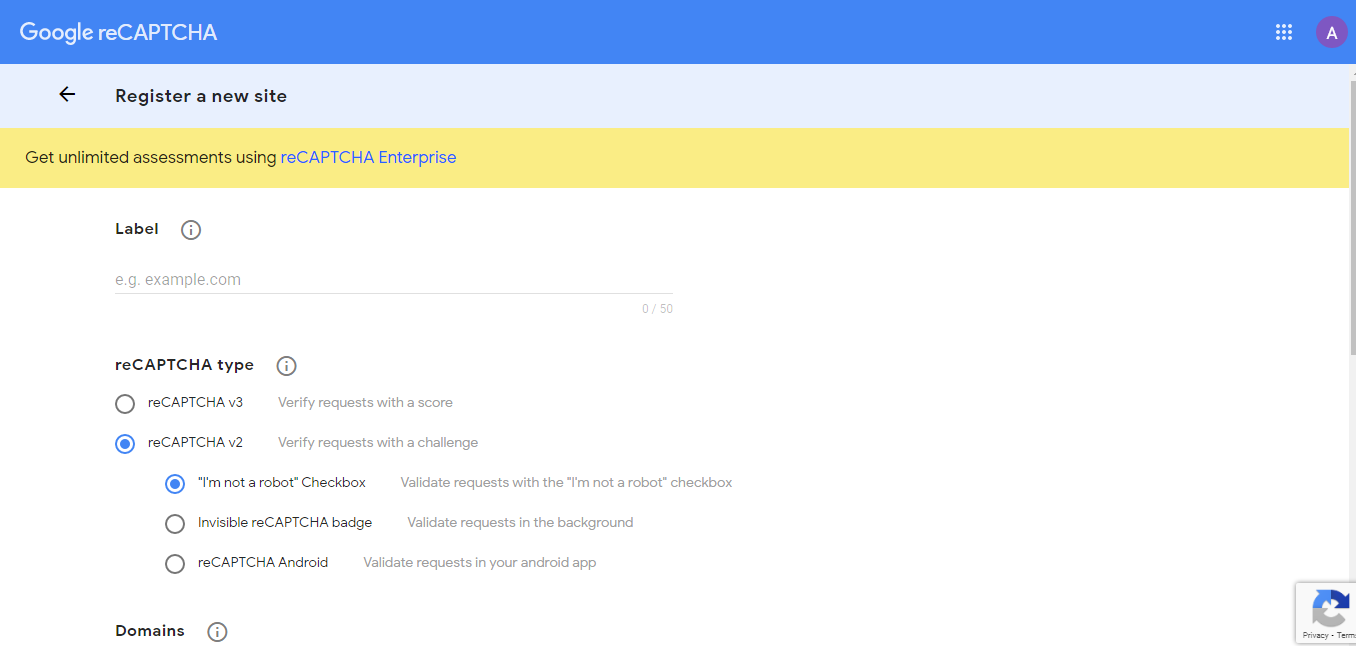 Google reCAPTCHA
A
Register a new site
Get unlimited assessments using reCAPTCHA Enterprise
Label
e.g. example.com
0 / 50
reCAPTCHA type
reCAPTCHA v3 Verify requests with a score
reCAPTCHA v2 Verify requests with a challenge
"I'm not a robot" Checkbox Validate requests with the "I'm not a robot" checkbox
Invisible reCAPTCHA badge Validate requests in the background
reCAPTCHA Android Validate requests in your android app
Domains
Privacy - Terms